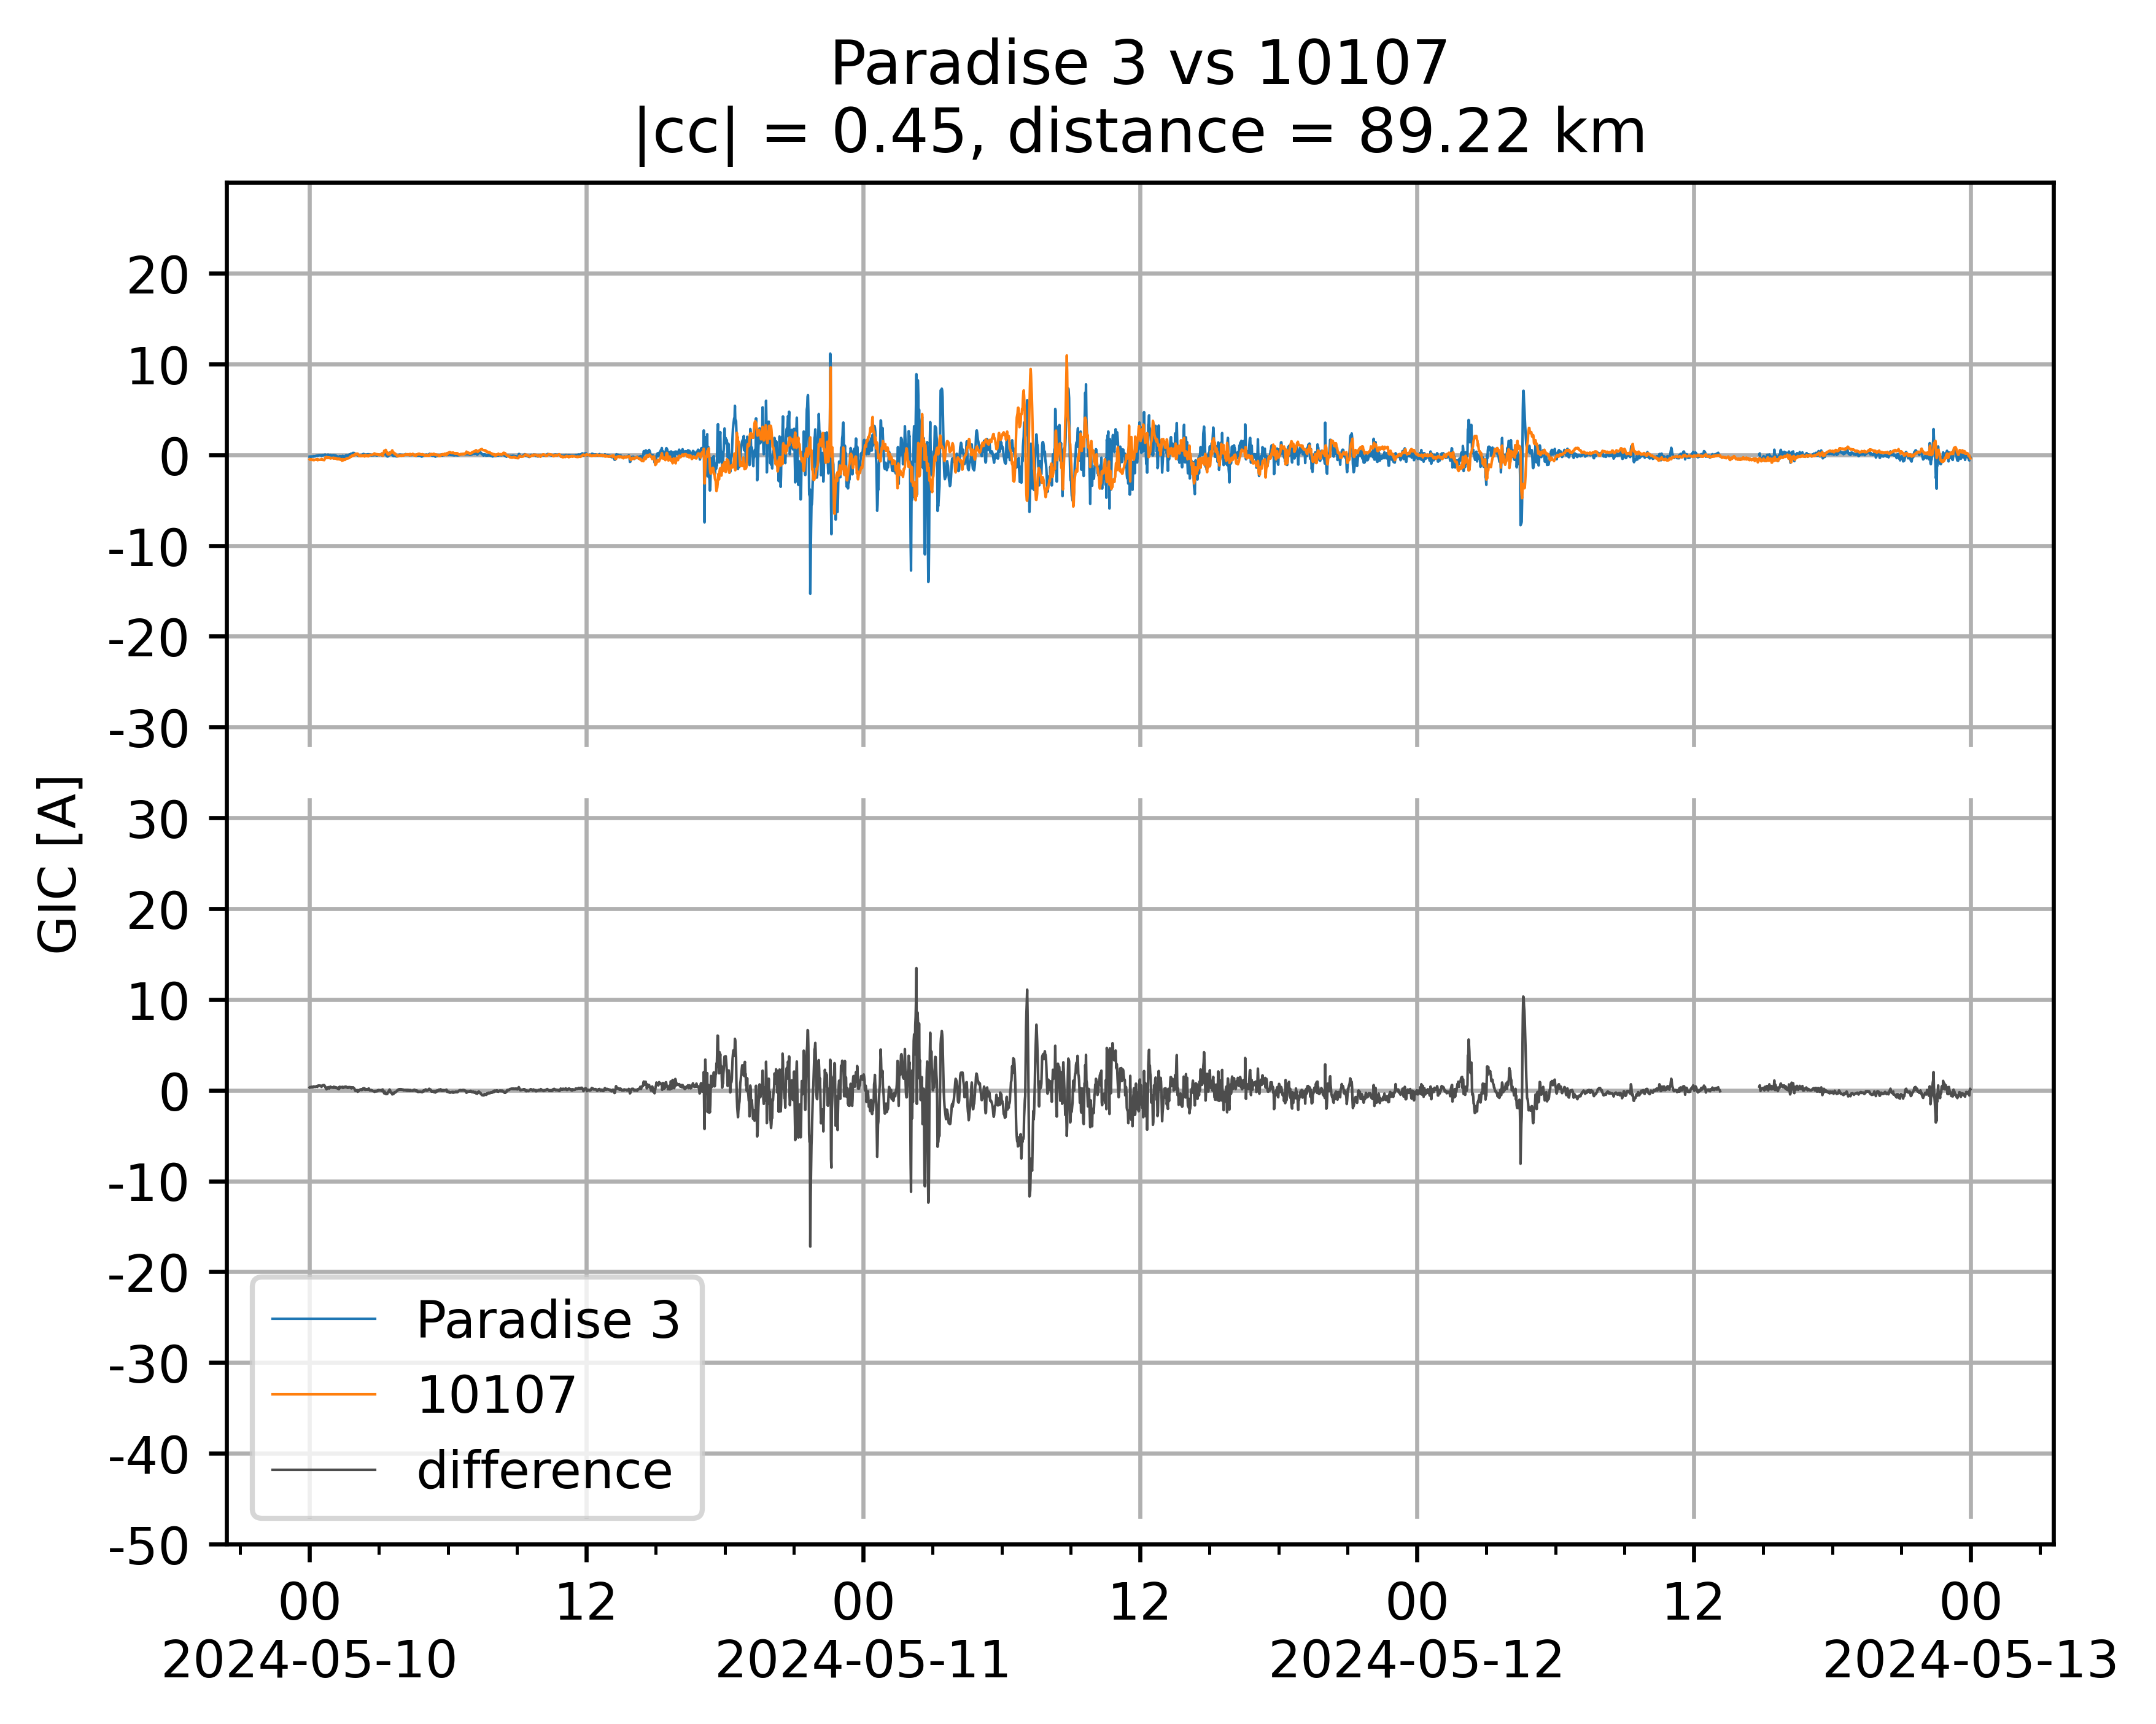 Paradise 3 vs 10107
|cc| = 0.45, distance = 89.22 km
GIC [A]
20
10
0
-10
-20
-30
30
20
10
0
-10
-20
-30
-40
-50
Paradise 3
10107
difference
00 12 00 12 00 12 00
2024-05-10 2024-05-11 2024-05-12 2024-05-13